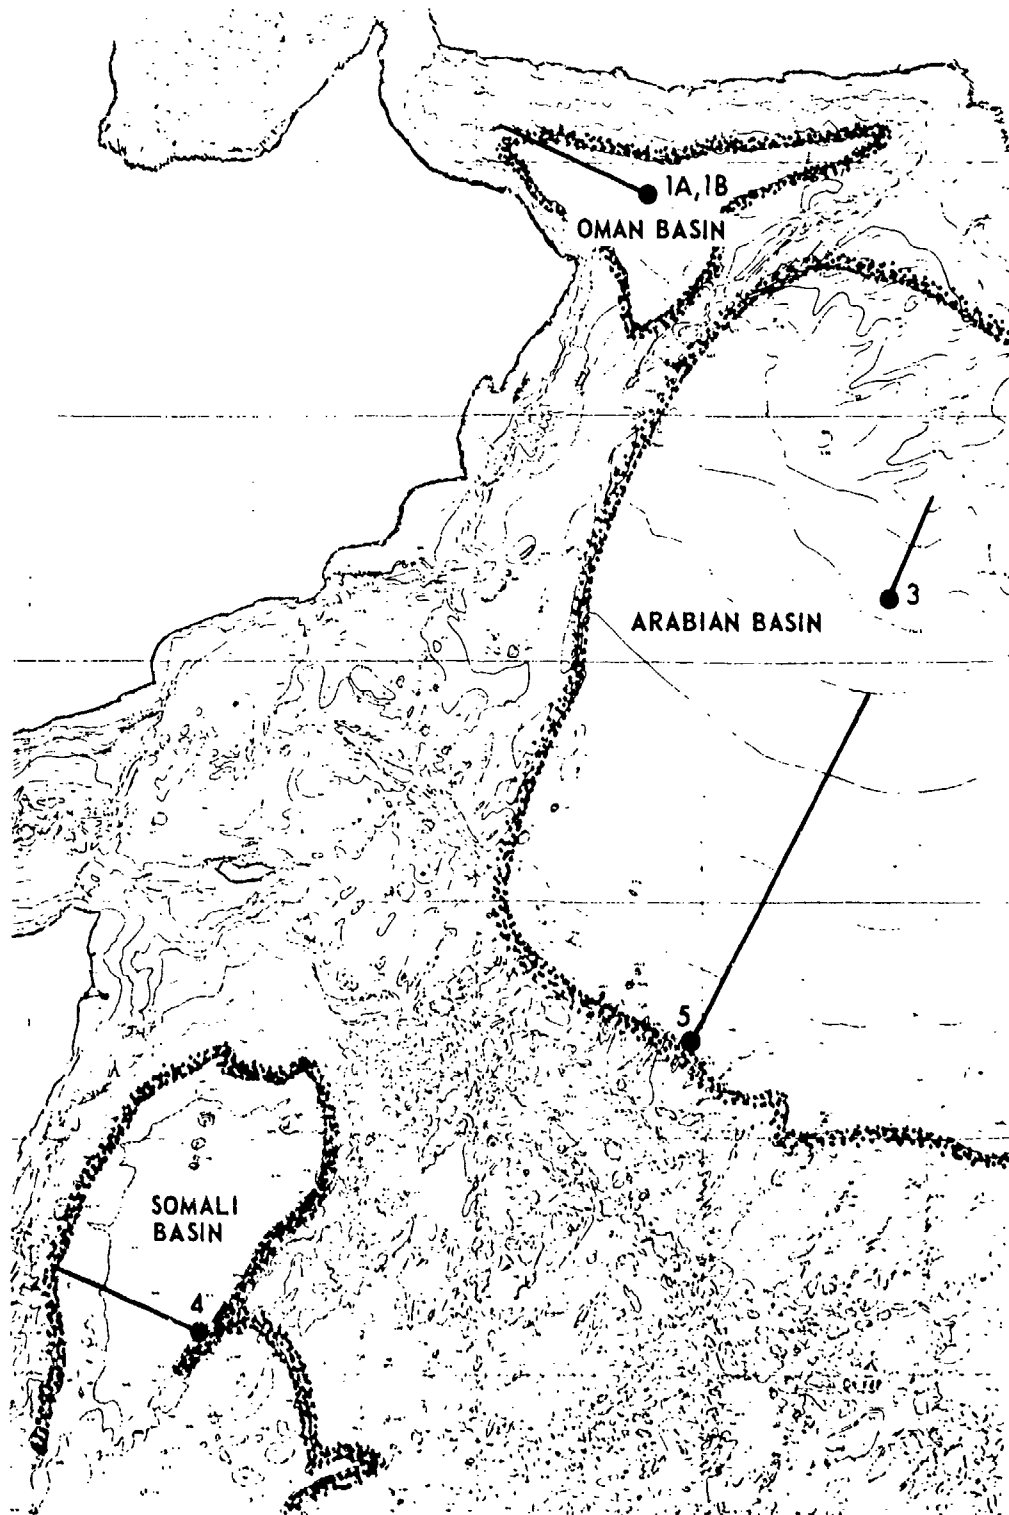 1A, 1B
OMAN BASIN
3
ARABIAN BASIN
5
SOMALI
BASIN
4